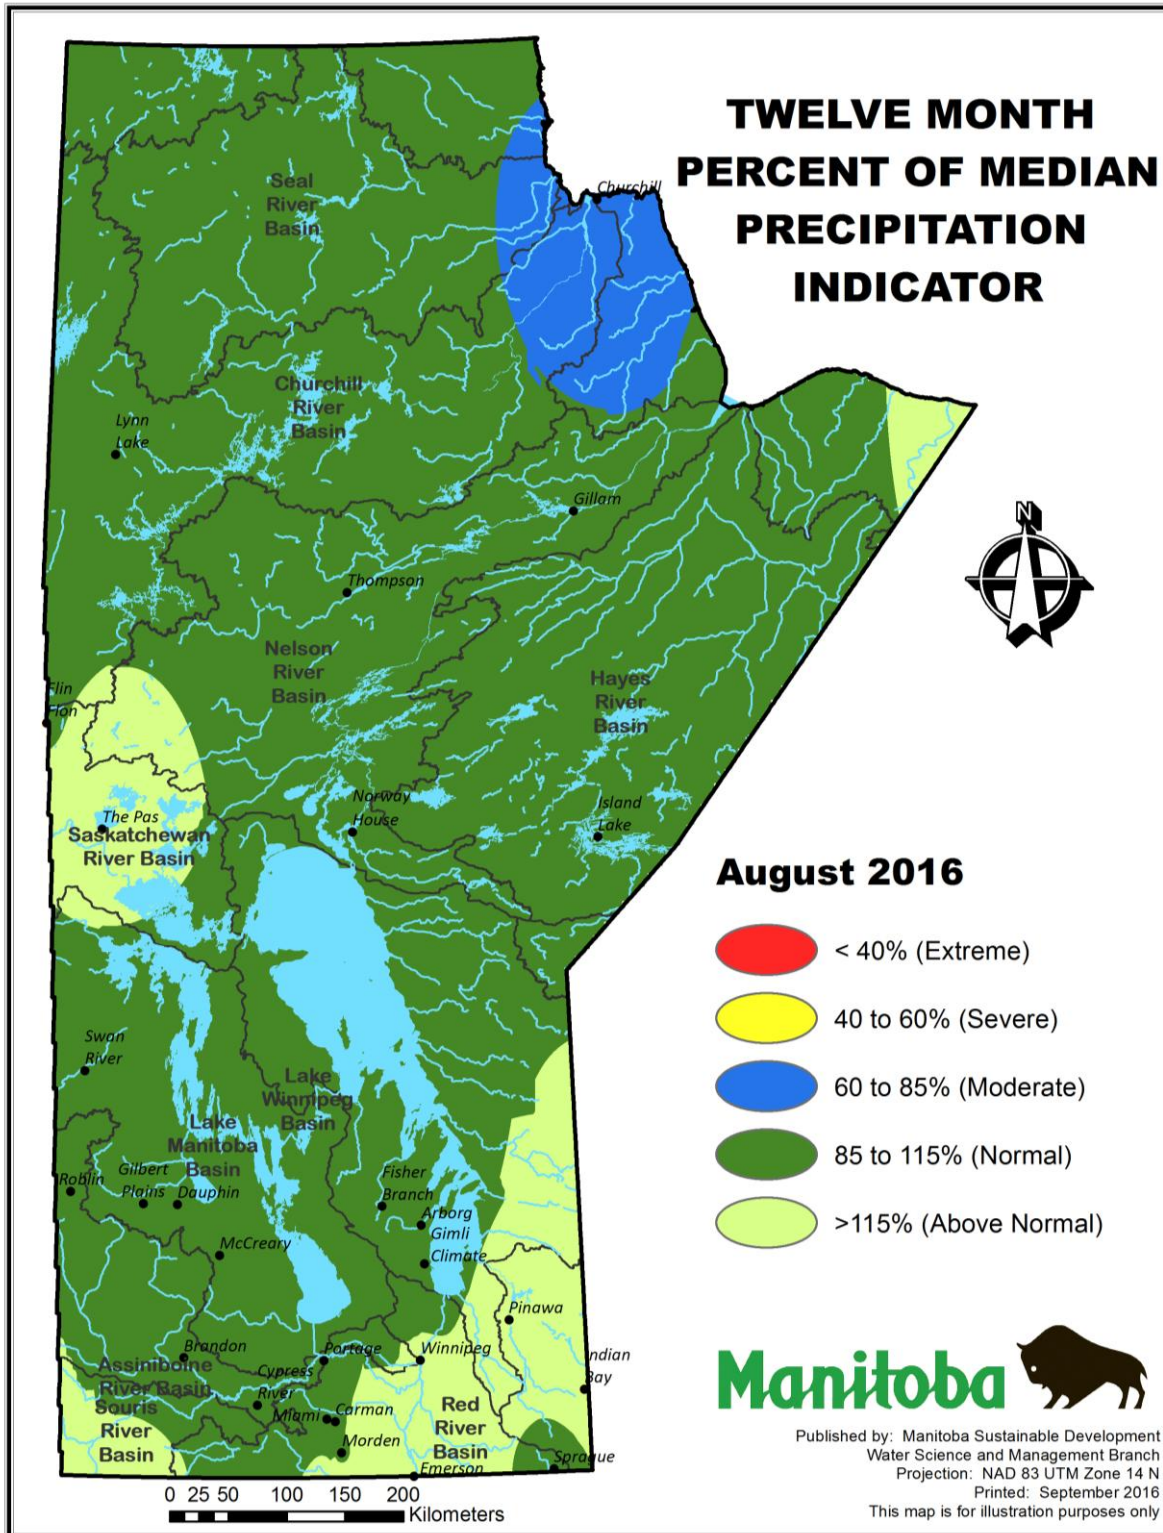 TWELVE MONTH
PERCENT OF MEDIAN
PRECIPITATION
INDICATOR
Churchill
Seal
River
Basin
Churchill
River
Basin
Lynn
Lake
Gillam
N
Thompson
Nelson
River
Basin
Hayes
River
Basin
Flin
Flon
Norway
House
Island
Lake
The Pas
Saskatchewan
River Basin
August 2016
< 40% (Extreme)
40 to 60% (Severe)
60 to 85% (Moderate)
85 to 115% (Normal)
>115% (Above Normal)
Swan
River
Lake
Winnipeg
Basin
Lake
Manitoba
Basin
Roblin
Gilbert
Plains
Dauphin
Fisher
Branch
Arborg
Gimli
Climate
McCreary
Pinawa
Brandon
Portage
Winnipeg
Indian
Bay
Assiniboine
River Basin
Cypress
River
Souris
River
Basin
Miami
Carman
Morden
Red
River
Basin
Emerson
Sprague
0 25 50 100 150 200
Kilometers
Manitoba
Published by: Manitoba Sustainable Development
Water Science and Management Branch
Projection: NAD 83 UTM Zone 14 N
Printed: September 2016
This map is for illustration purposes only